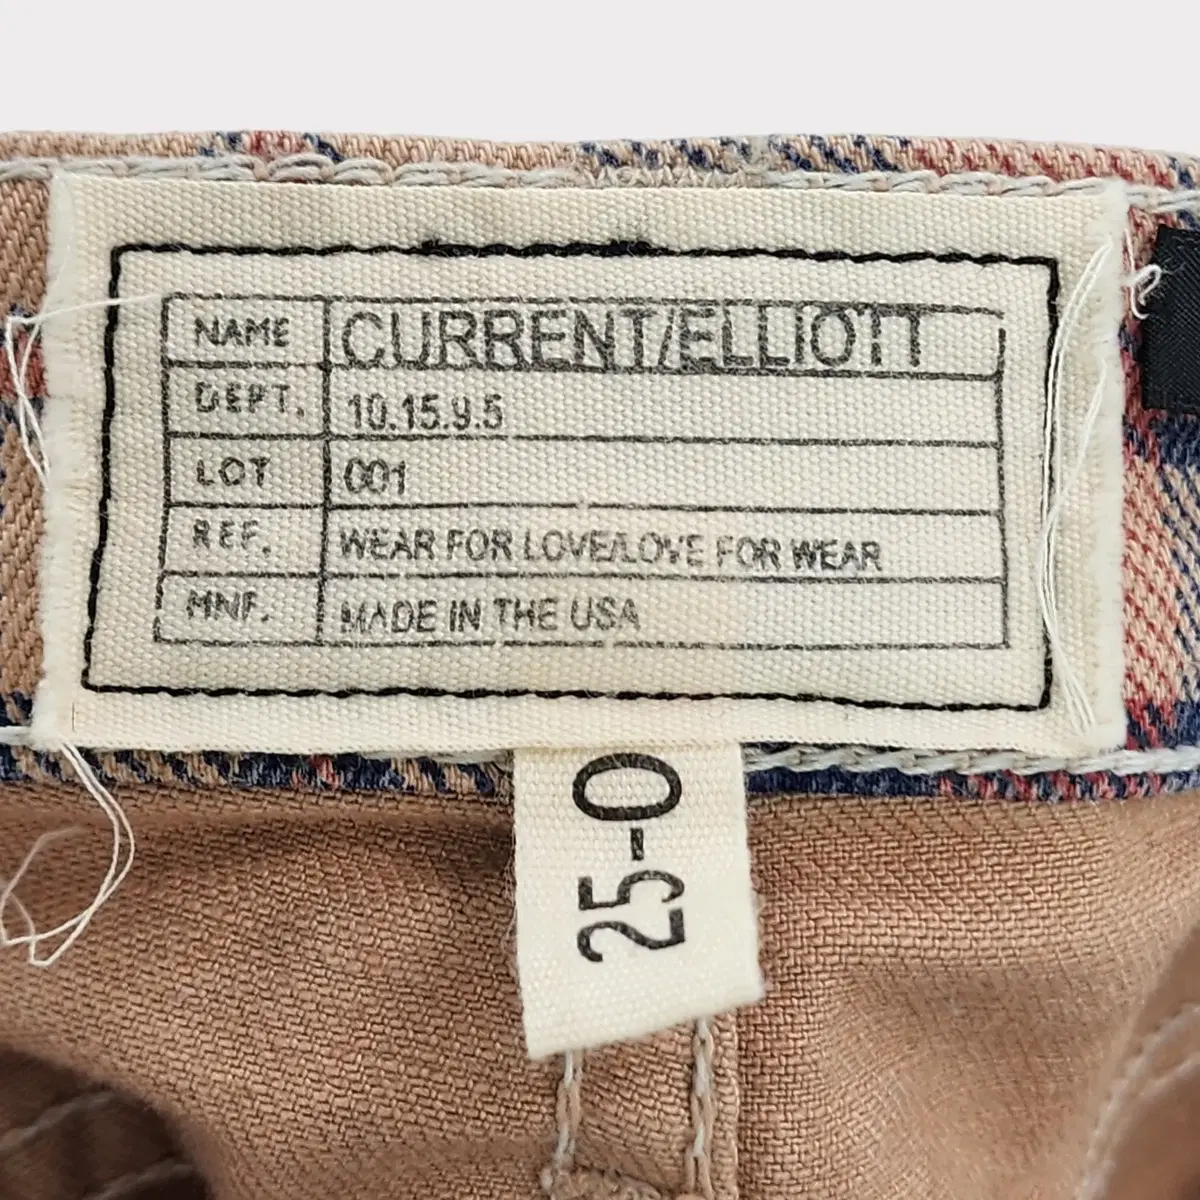 NAME CURRENT/ELLIOTT
DEPT. 10.15.9.5
LOT 001
REF. WEAR FOR LOVE/LOVE FOR WEAR
MNF. MADE IN THE USA
25-0